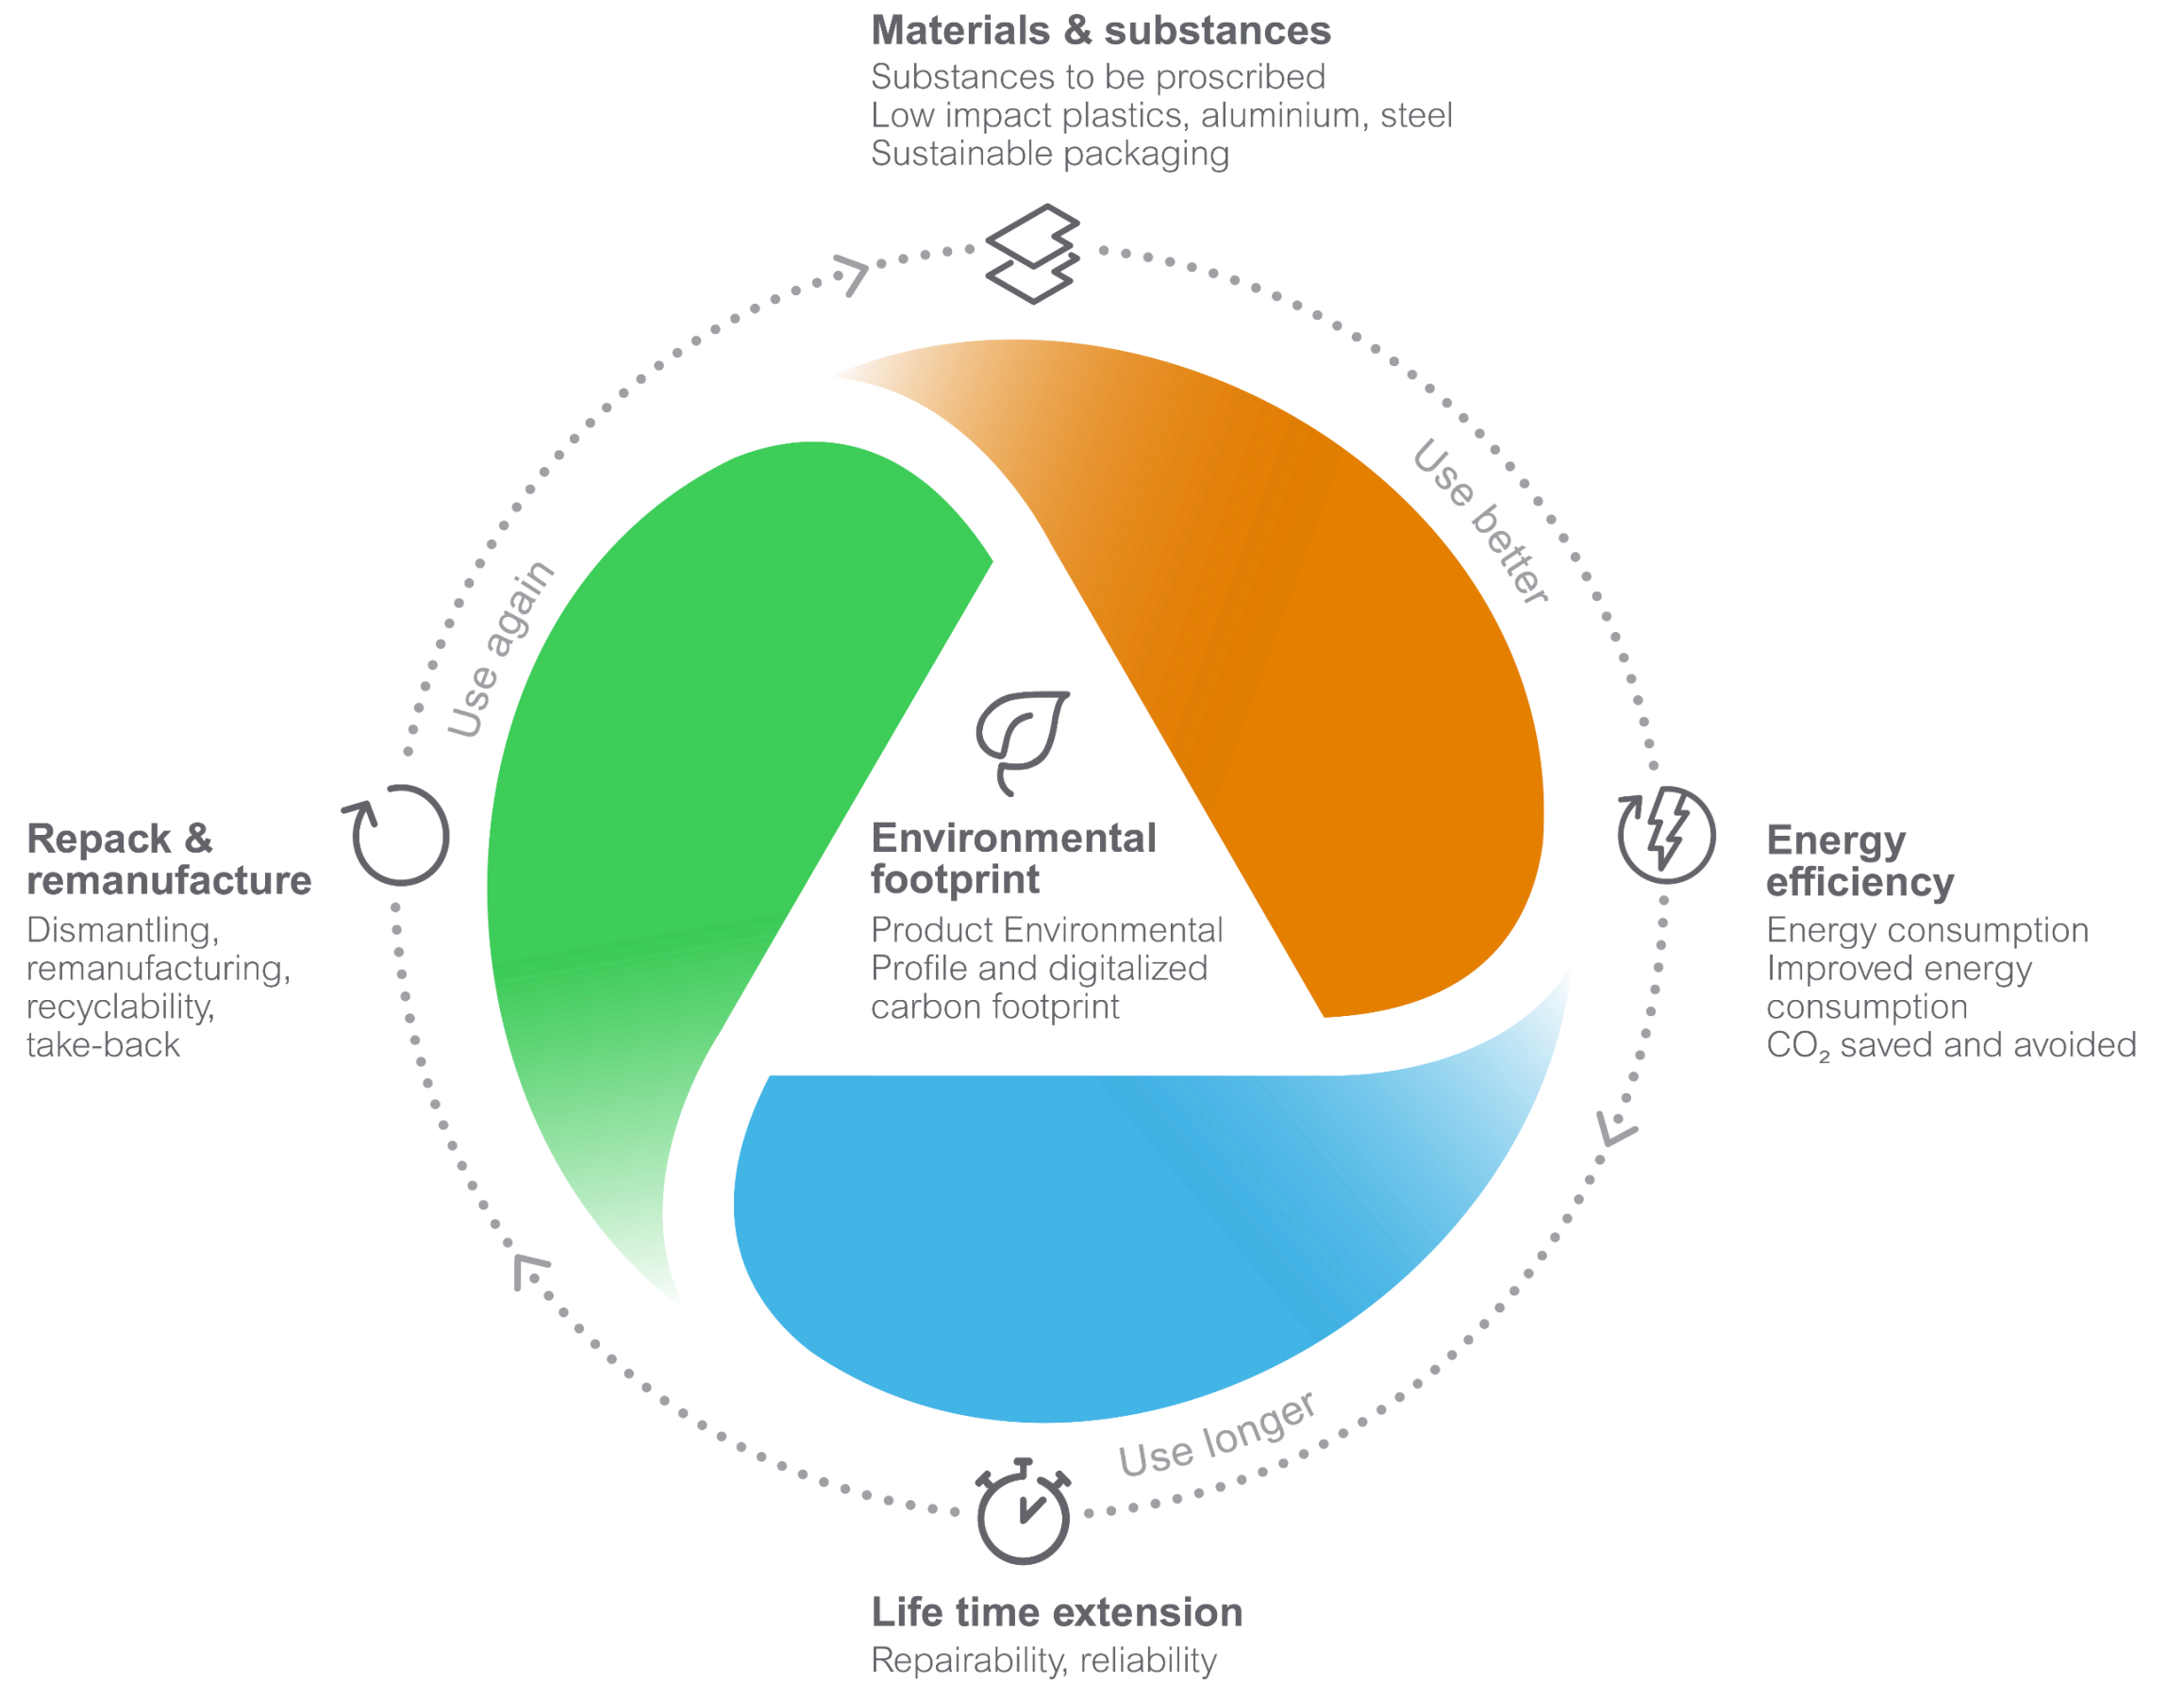 Materials & substances
Substances to be proscribed
Low impact plastics, aluminium, steel
Sustainable packaging
Use better
Use again
Repack &
remanufacture
Dismantling,
remanufacturing,
recyclability,
take-back
Environmental
footprint
Product Environmental
Profile and digitalized
carbon footprint
Energy
efficiency
Energy consumption
Improved energy
consumption
CO₂ saved and avoided
Use longer
Life time extension
Repairability, reliability